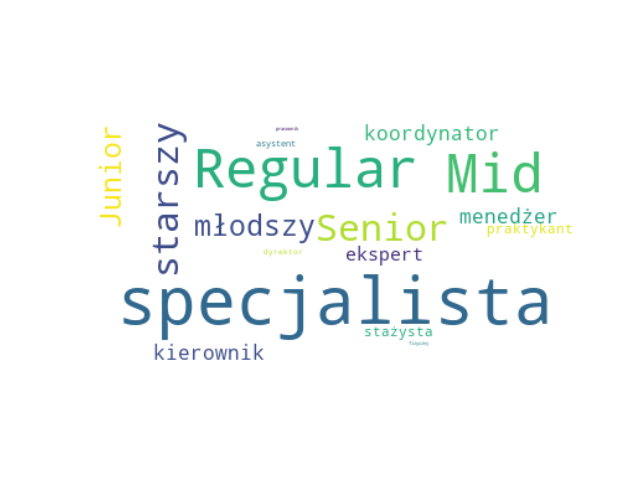 pracownik
Junior
starszy
asystent
koordynator
Regular
Mid
młodszy
Senior
menedżer
praktykant
dyrektor
ekspert
specjalista
stażysta
fizyczny
kierownik